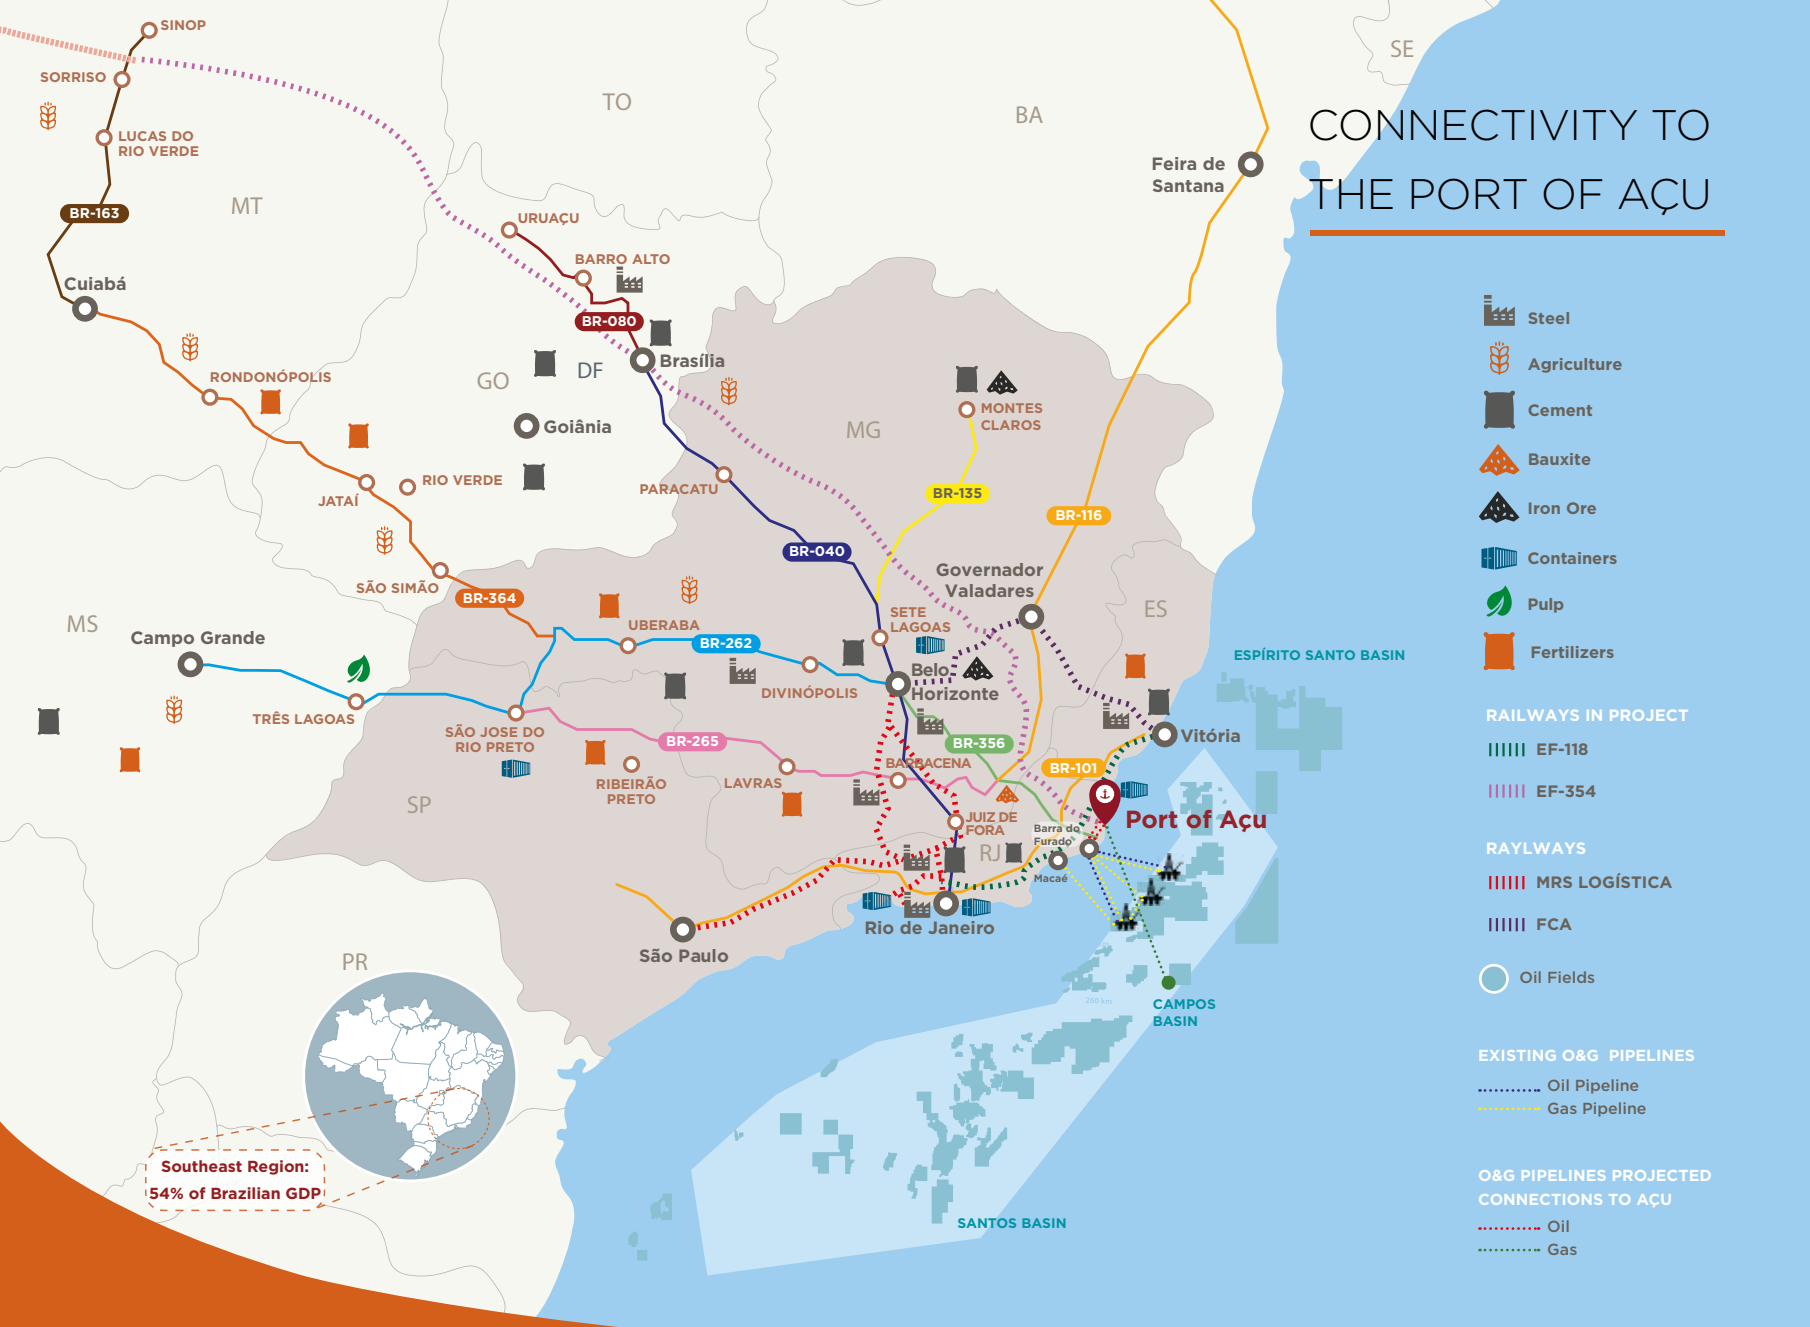 CONNECTIVITY TO
THE PORT OF AÇU
SINOP
SORRISO
LUCAS DO
RIO VERDE
BR-163
Cuiabá
MT
TO
BA
SE
Feira de
Santana
URUAÇU
BARRO ALTO
BR-080
Brasília
DF
GO
Goiânia
RONDONÓPOLIS
JATAÍ
RIO VERDE
SÃO SIMÃO
BR-364
PARACATU
MG
MONTES
CLAROS
BR-135
BR-116
BR-040
Governador
Valadares
ES
MS
Campo Grande
TRÊS LAGOAS
UBERABA
BR-262
DIVINÓPOLIS
SETE
LAGOAS
Belo
Horizonte
SÃO JOSE DO
RIO PRETO
BR-265
BR-356
RIBEIRÃO
PRETO
LAVRAS
BARBACENA
BR-101
Vitória
SP
JUIZ DE
FORA
RJ
Barra do
Furado
Macaé
Port of Açu
Rio de Janeiro
São Paulo
PR
ESPÍRITO SANTO BASIN
260 km
CAMPOS
BASIN
SANTOS BASIN
Southeast Region:
54% of Brazilian GDP
Steel
Agriculture
Cement
Bauxite
Iron Ore
Containers
Pulp
Fertilizers
RAILWAYS IN PROJECT
EF-118
EF-354
RAYLWAYS
MRS LOGÍSTICA
FCA
Oil Fields
EXISTING O&G PIPELINES
Oil Pipeline
Gas Pipeline
O&G PIPELINES PROJECTED
CONNECTIONS TO AÇU
Oil
Gas